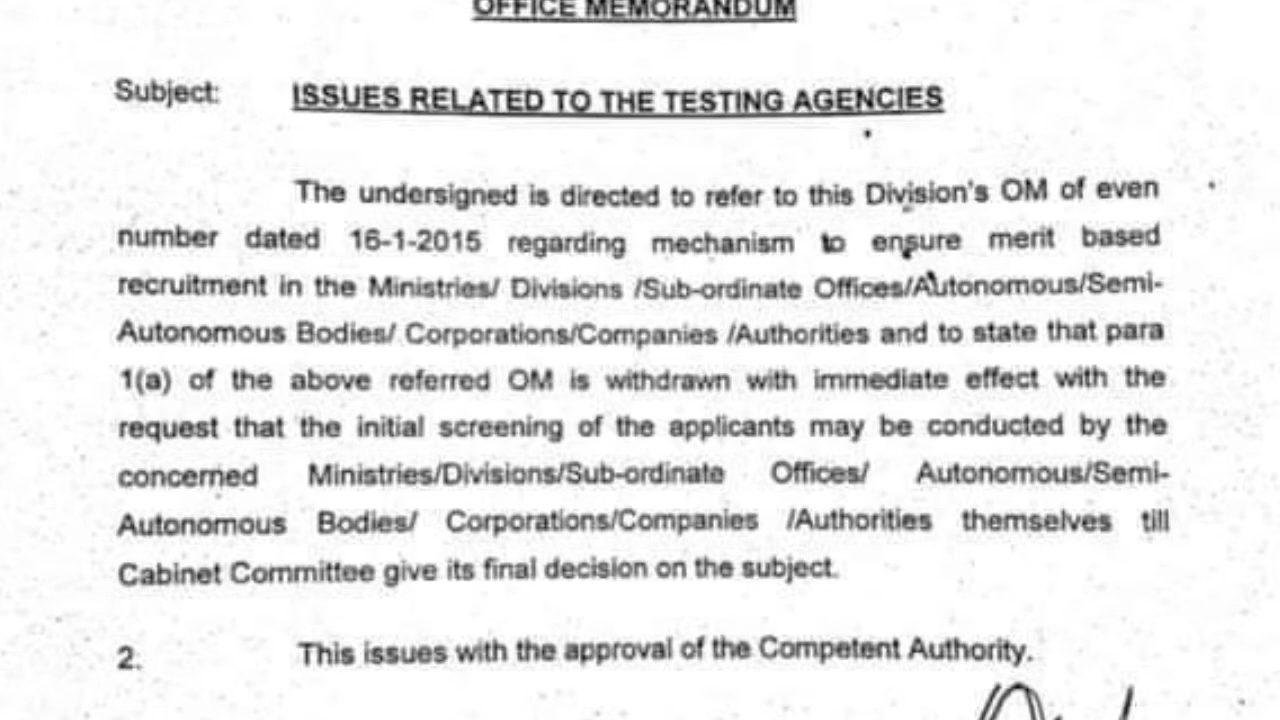 OFFICE MEMORANDUM
Subject: ISSUES RELATED TO THE TESTING AGENCIES
The undersigned is directed to refer to this Division's OM of even
number dated 16-1-2015 regarding mechanism to ensure merit based
recruitment in the Ministries/ Divisions /Sub-ordinate Offices/Autonomous/Semi-
Autonomous Bodies/ Corporations/Companies /Authorities and to state that para
1(a) of the above referred OM is withdrawn with immediate effect with the
request that the initial screening of the applicants may be conducted by the
concerned Ministries/Divisions/Sub-ordinate Offices/ Autonomous/Semi-
Autonomous Bodies/ Corporations/Companies /Authorities themselves till
Cabinet Committee give its final decision on the subject.
2. This issues with the approval of the Competent Authority.